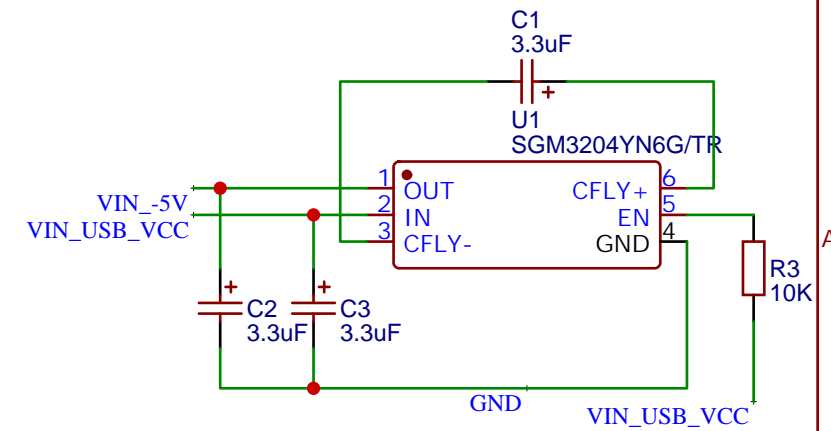 C1
3.3uF
+
U1
SGM3204YN6G/TR
1
OUT
CFLY+
6
VIN_-5V
2
IN
EN
5
VIN_USB_VCC
3
CFLY-
GND
4
A
R3
10K
+
C2
3.3uF
+
C3
3.3uF
GND
VIN_USB_VCC